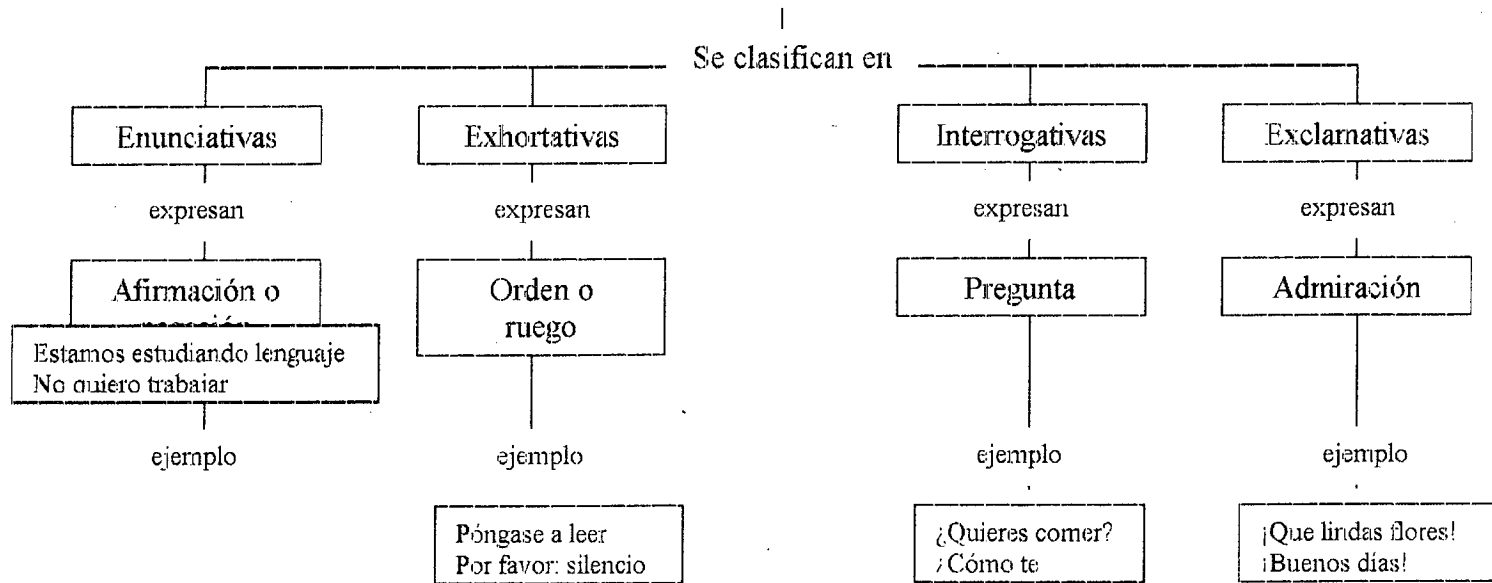 Se clasifican en
Enunciativas
Exhortativas
Interrogativas
Exclamativas
expresan
expresan
expresan
expresan
Afirmación o
Orden o
ruego
Pregunta
Admiración
Estamos estudiando lenguaje
No quiero trabajar
ejemplo
ejemplo
ejemplo
ejemplo
Póngase a leer
Por favor: silencio
¿Quieres comer?
¿Cómo te
¡Que lindas flores!
¡Buenos días!